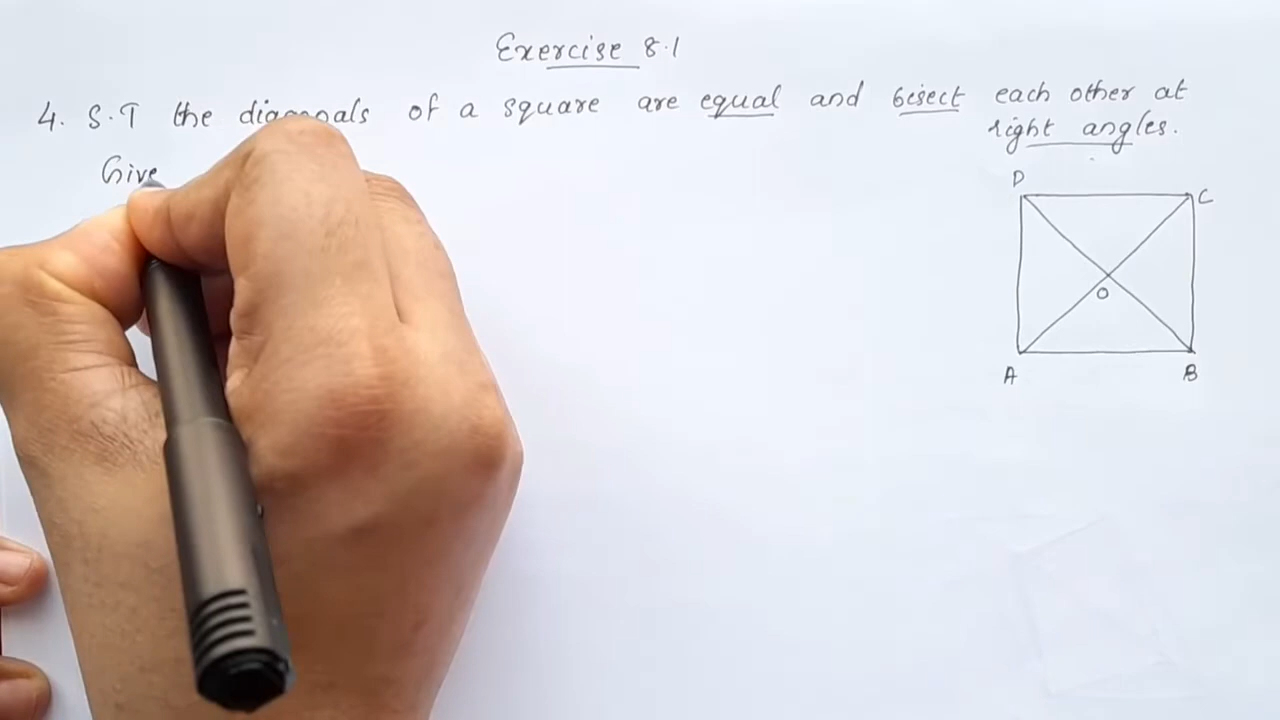 Exercise 8.1
4. S.T the diagonals of a square are equal and bisect each other at
right angles.
Give
D
C
O
A
B